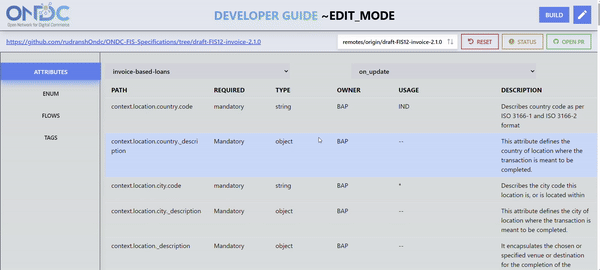 ONDC
Open Network for Digital Commerce
DEVELOPER GUIDE ~EDIT_MODE
BUILD
https://github.com/rudranshOndc/ONDC-FIS-Specifications/tree/draft-FIS12-invoice-2.1.0
remotes/origin/draft-FIS12-invoice-2.1.0
RESET
STATUS
OPEN PR
ATTRIBUTES
ENUM
FLOWS
TAGS
invoice-based-loans
on_update
PATH REQUIRED TYPE OWNER USAGE DESCRIPTION
context.location.country.code mandatory string BAP IND Describes country code as per
ISO 3166-1 and ISO 3166-2
format
context.location.country._descri Mandatory object BAP --- This attribute defines the
ption country of location where the
transaction is meant to be
completed.
context.location.city.code mandatory string BAP * Describes the city code this
location is, or is located within
context.location.city._description Mandatory object BAP --- This attribute defines the city of
location where the transaction is
meant to be completed.
context.location._description Mandatory object BAP --- It encapsulates the chosen or
specified venue or destination
for the completion of the